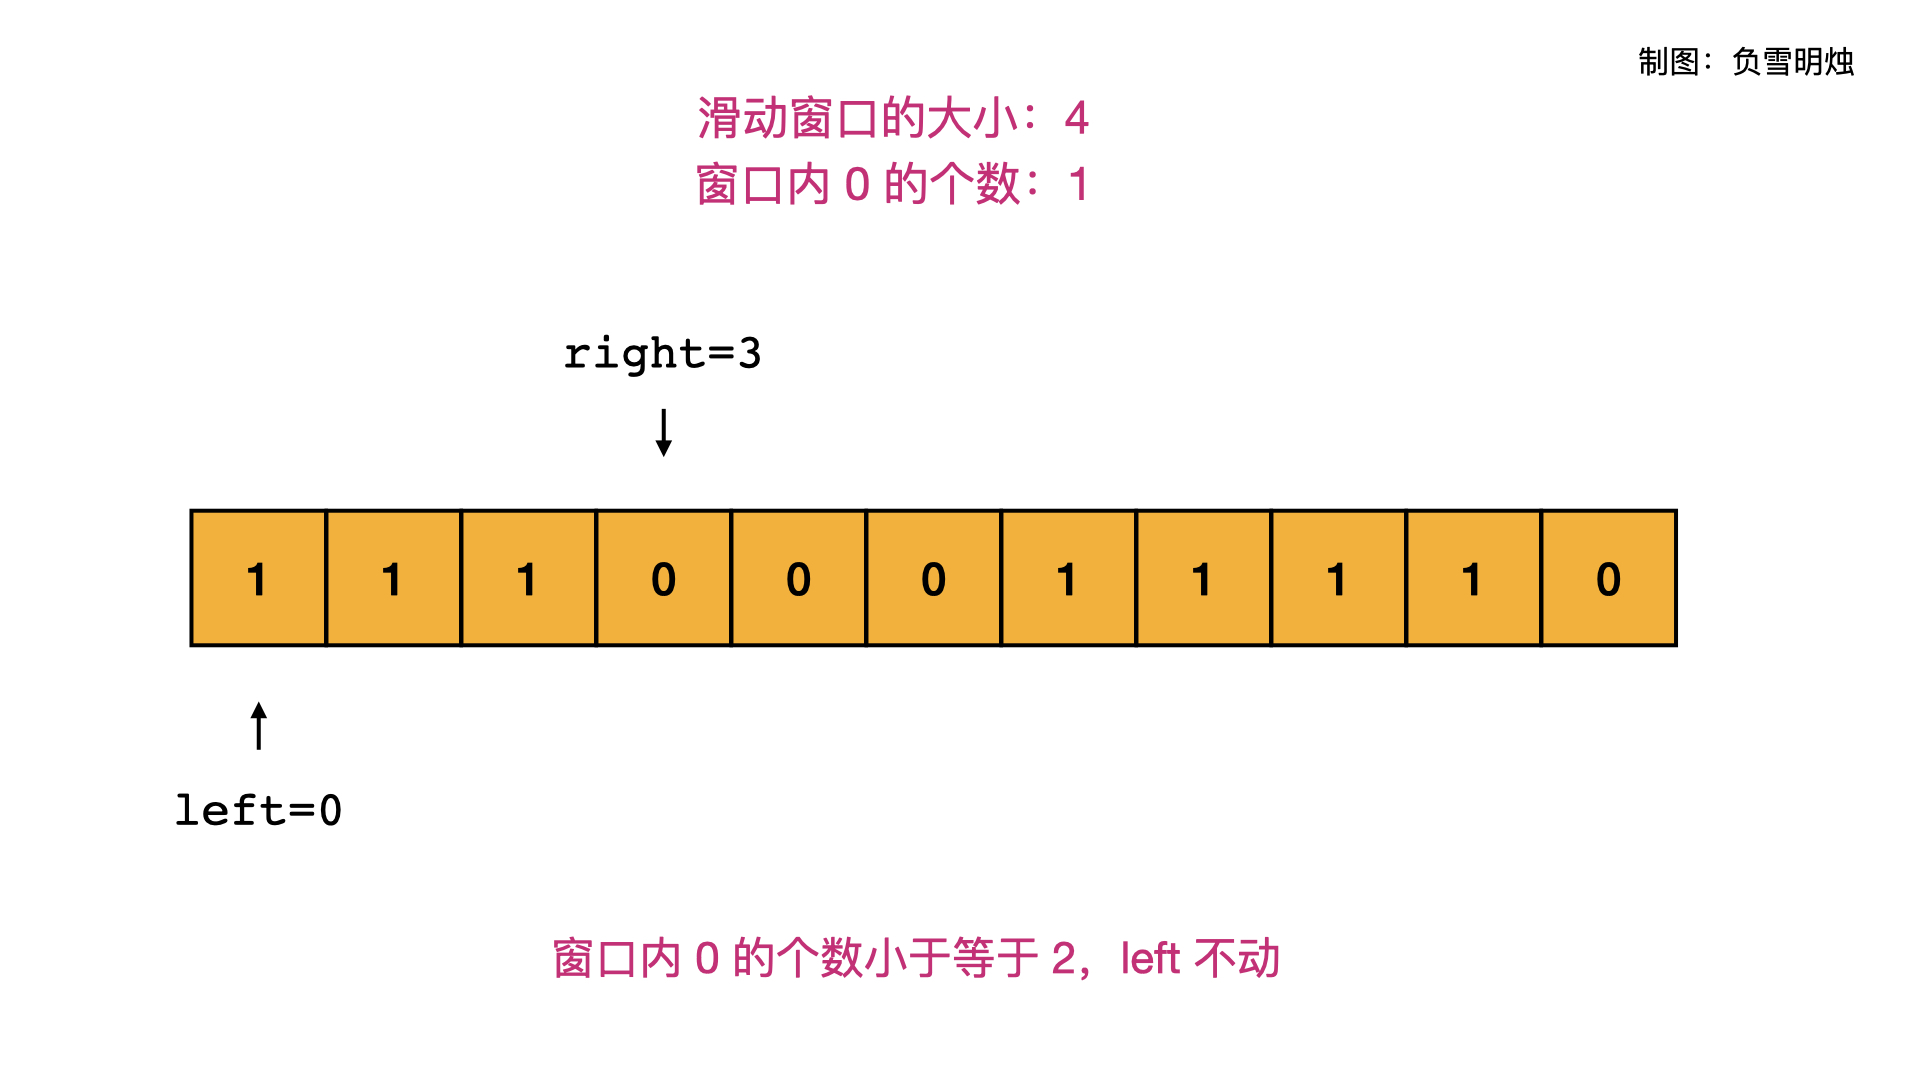 制图：负雪明烛
滑动窗口的大小：4
窗口内 0 的个数：1
right=3
1 1 1 0 0 0 1 1 1 1 0
left=0
窗口内 0 的个数小于等于 2，left 不动